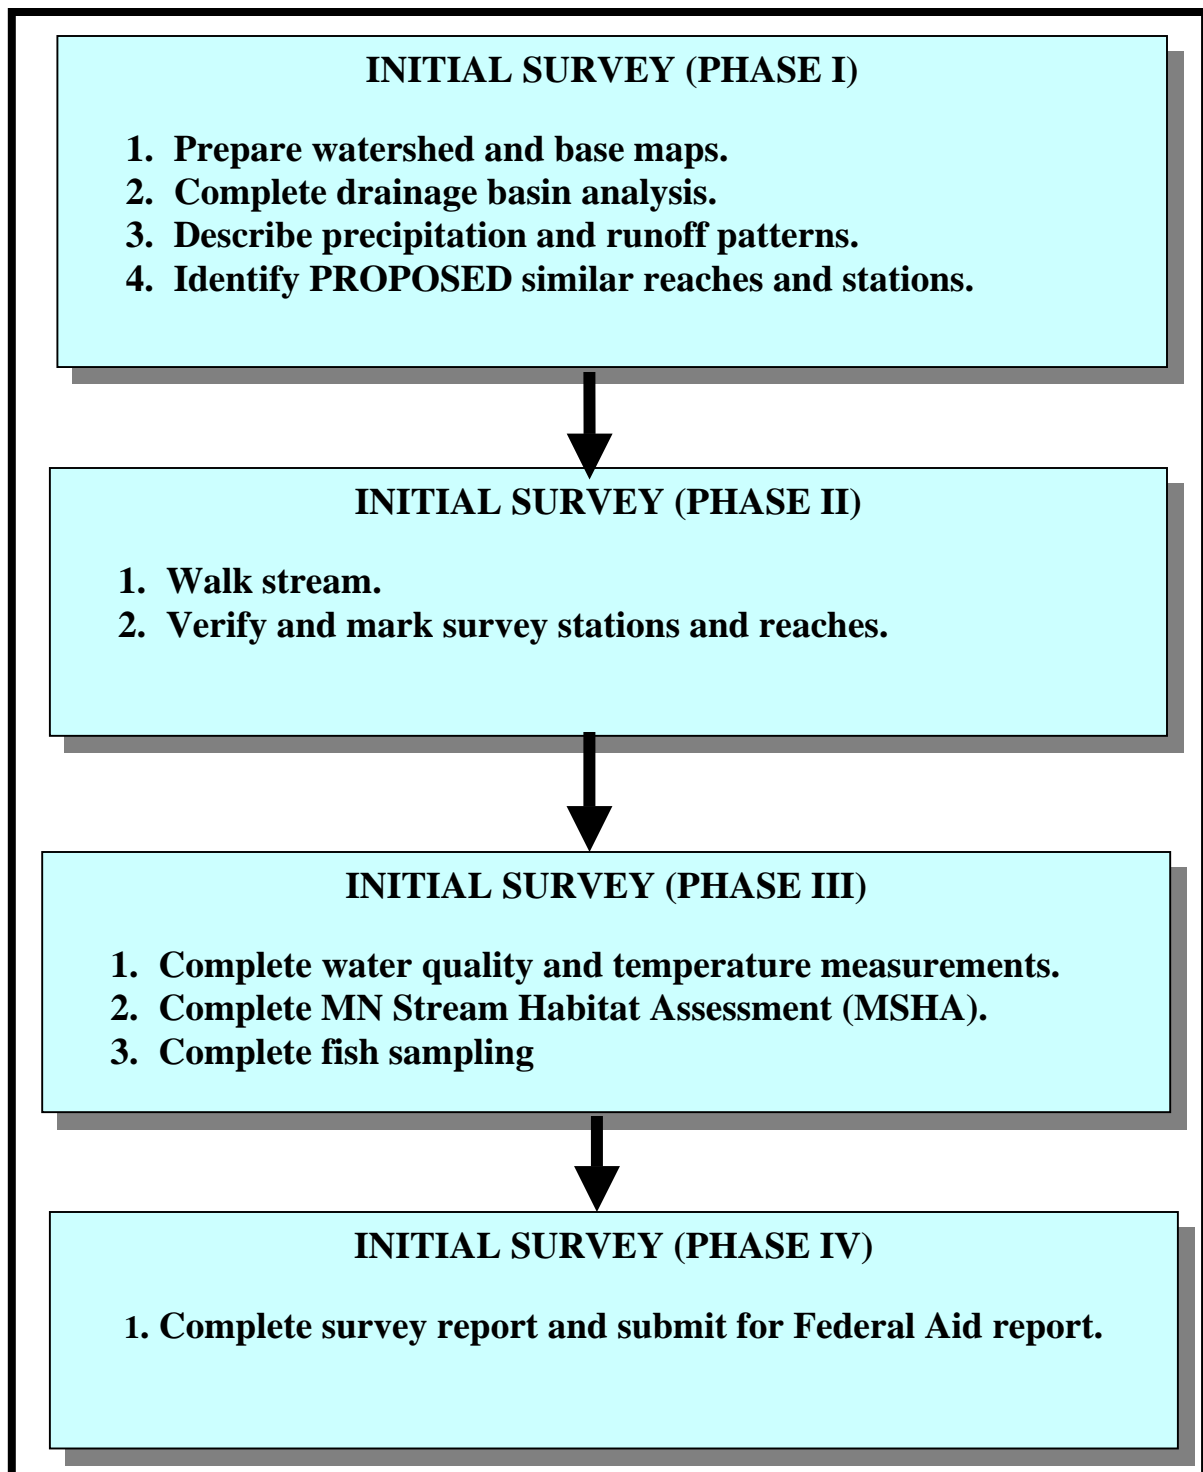 INITIAL SURVEY (PHASE I)
1. Prepare watershed and base maps.
2. Complete drainage basin analysis.
3. Describe precipitation and runoff patterns.
4. Identify PROPOSED similar reaches and stations.
INITIAL SURVEY (PHASE II)
1. Walk stream.
2. Verify and mark survey stations and reaches.
INITIAL SURVEY (PHASE III)
1. Complete water quality and temperature measurements.
2. Complete MN Stream Habitat Assessment (MSHA).
3. Complete fish sampling
INITIAL SURVEY (PHASE IV)
1. Complete survey report and submit for Federal Aid report.